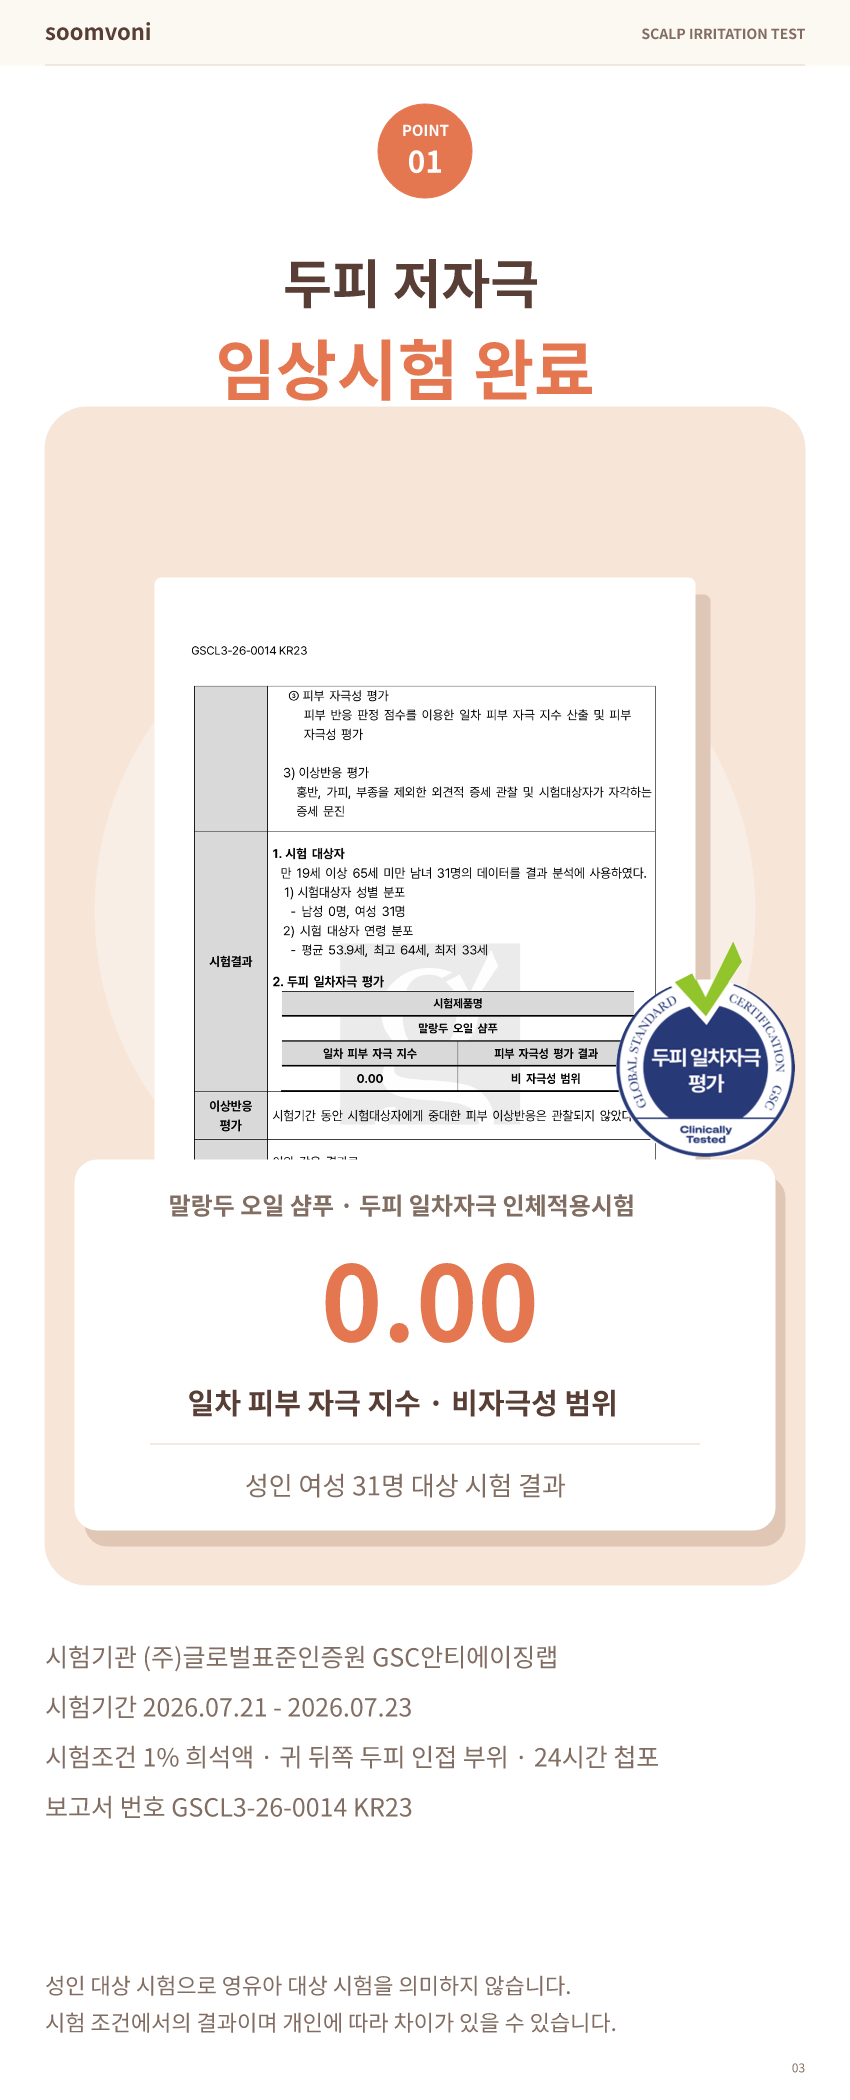 soomvoni
SCALP IRRITATION TEST
POINT
01
두피 저자극
임상시험 완료
GSCL3-26-0014 KR23
③ 피부 자극성 평가
피부 반응 판정 점수를 이용한 일차 피부 자극 지수 산출 및 피부
자극성 평가
3) 이상반응 평가
홍반, 가피, 부종을 제외한 외견적 증세 관찰 및 시험대상자가 자각하는
증세 문진
시험결과
1. 시험 대상자
만 19세 이상 65세 미만 남녀 31명의 데이터를 결과 분석에 사용하였다.
1) 시험대상자 성별 분포
- 남성 0명, 여성 31명
2) 시험 대상자 연령 분포
- 평균 53.9세, 최고 64세, 최저 33세
2. 두피 일차자극 평가
시험제품명
말랑두 오일 샴푸
일차 피부 자극 지수 피부 자극성 평가 결과
0.00 비 자극성 범위
이상반응
평가
시험기간 동안 시험대상자에게 중대한 피부 이상반응은 관찰되지 않았다
GLOBAL STANDARD CERTIFICATION GSC
두피 일차자극
평가
Clinically
Tested
말랑두 오일 샴푸 · 두피 일차자극 인체적용시험
0.00
일차 피부 자극 지수 · 비자극성 범위
성인 여성 31명 대상 시험 결과
시험기관 (주)글로벌표준인증원 GSC안티에이징랩
시험기간 2026.07.21 - 2026.07.23
시험조건 1% 희석액 · 귀 뒤쪽 두피 인접 부위 · 24시간 첩포
보고서 번호 GSCL3-26-0014 KR23
성인 대상 시험으로 영유아 대상 시험을 의미하지 않습니다.
시험 조건에서의 결과이며 개인에 따라 차이가 있을 수 있습니다.
03